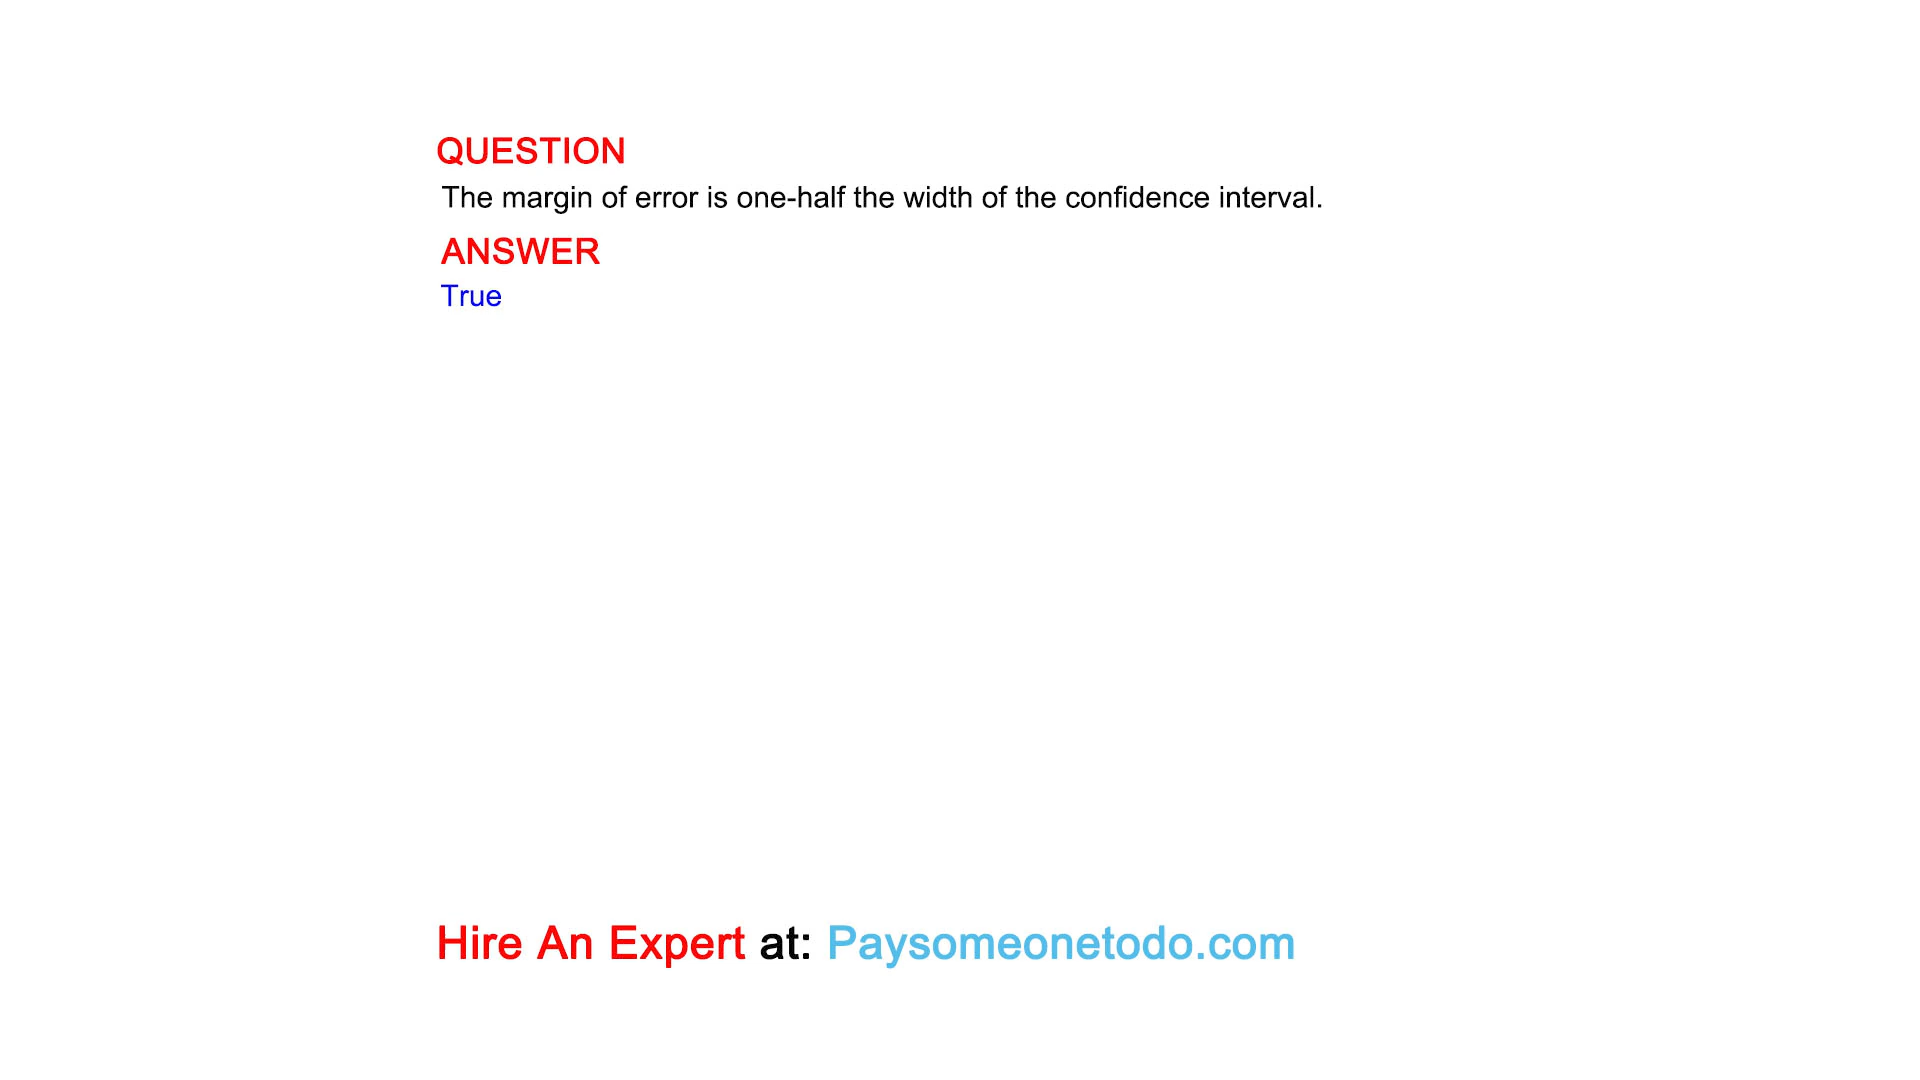 QUESTION
The margin of error is one-half the width of the confidence interval.
ANSWER
True
Hire An Expert at: Paysomeonetodo.com